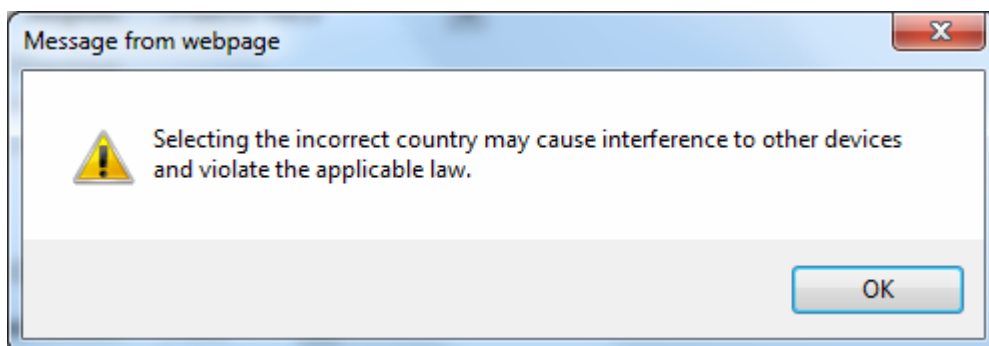 Message from webpage
Selecting the incorrect country may cause interference to other devices
and violate the applicable law.
OK